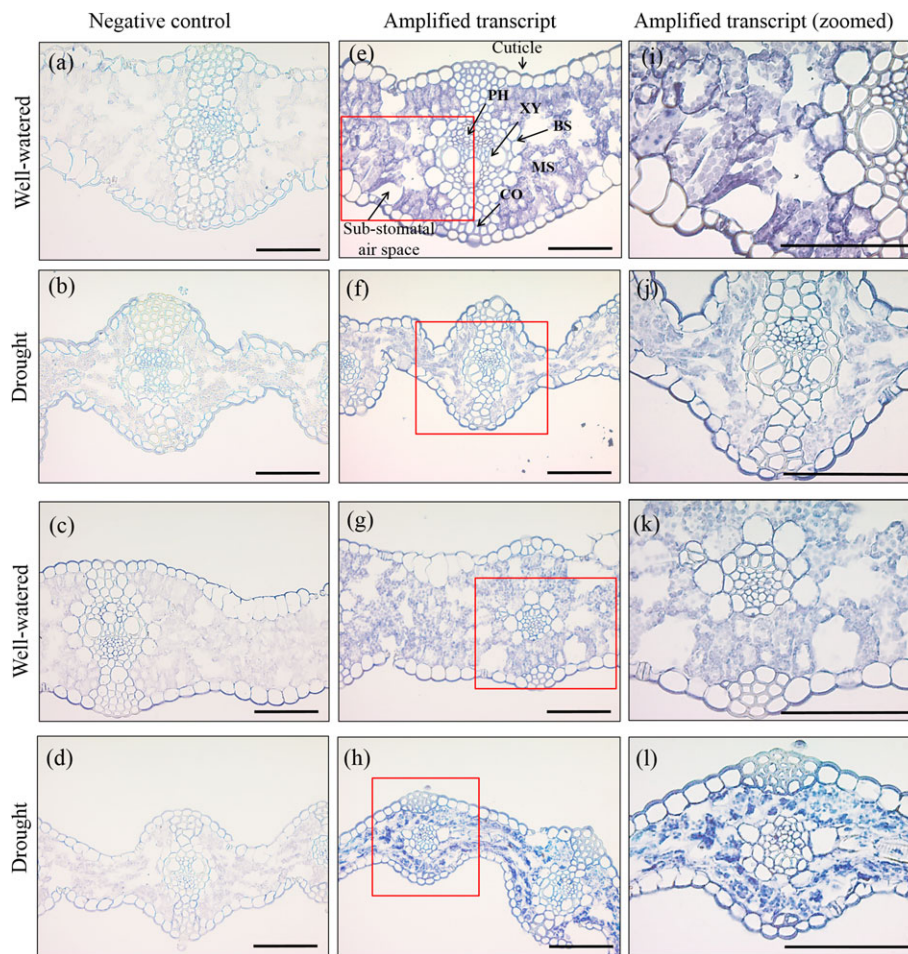 Negative control
Amplified transcript
Amplified transcript (zoomed)
Well-watered
(a)
(e)
Cuticle
PH
XY
BS
MS
CO
Sub-stomatal
air space
(i)
Drought
(b)
(f)
(j)
Well-watered
(c)
(g)
(k)
Drought
(d)
(h)
(l)